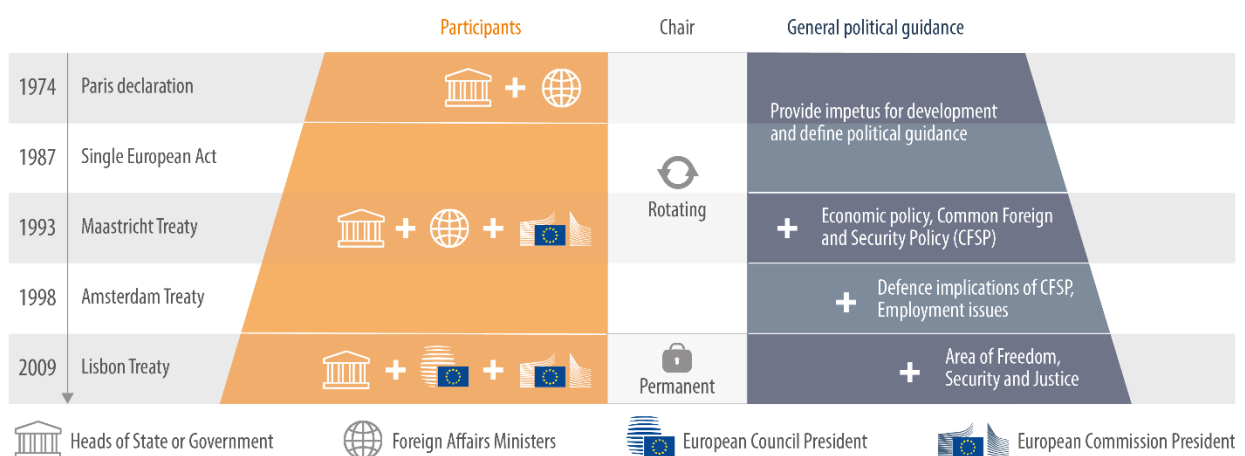 Participants
Chair
General political guidance
1974
Paris declaration
Provide impetus for development
and define political guidance
1987
Single European Act
Rotating
1993
Maastricht Treaty
Economic policy, Common Foreign
and Security Policy (CFSP)
1998
Amsterdam Treaty
Defence implications of CFSP,
Employment issues
2009
Lisbon Treaty
Permanent
Area of Freedom,
Security and Justice
Heads of State or Government
Foreign Affairs Ministers
European Council President
European Commission President